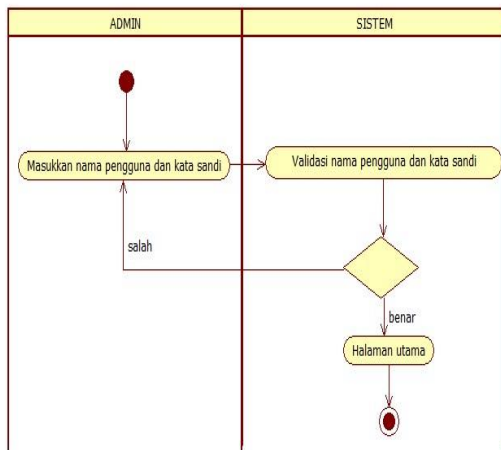 ADMIN
SISTEM
Masukkan nama pengguna dan kata sandi
Validasi nama pengguna dan kata sandi
salah
benar
Halaman utama